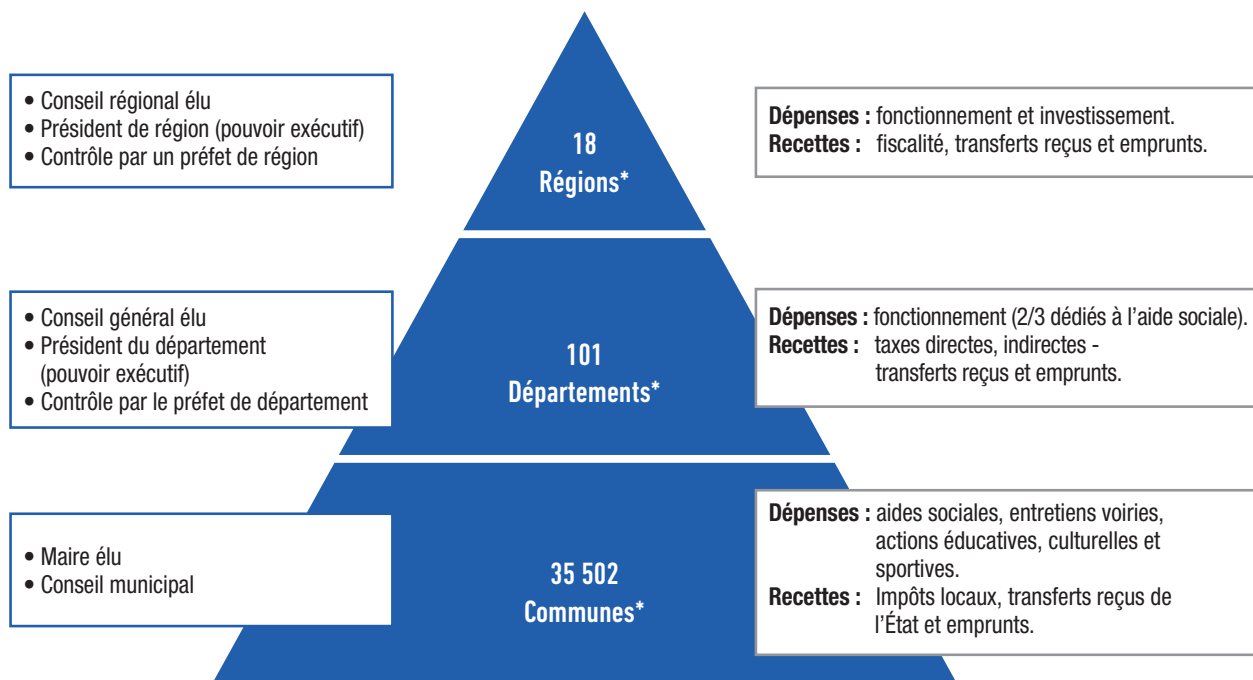 • Conseil régional élu
• Président de région (pouvoir exécutif)
• Contrôle par un préfet de région
18
Régions*
Dépenses : fonctionnement et investissement.
Recettes : fiscalité, transferts reçus et emprunts.
• Conseil général élu
• Président du département
(pouvoir exécutif)
• Contrôle par le préfet de département
101
Départements*
Dépenses : fonctionnement (2/3 dédiés à l'aide sociale).
Recettes : taxes directes, indirectes -
transferts reçus et emprunts.
• Maire élu
• Conseil municipal
35 502
Communes*
Dépenses : aides sociales, entretiens voiries,
actions éducatives, culturelles et
sportives.
Recettes : Impôts locaux, transferts reçus de
l'État et emprunts.